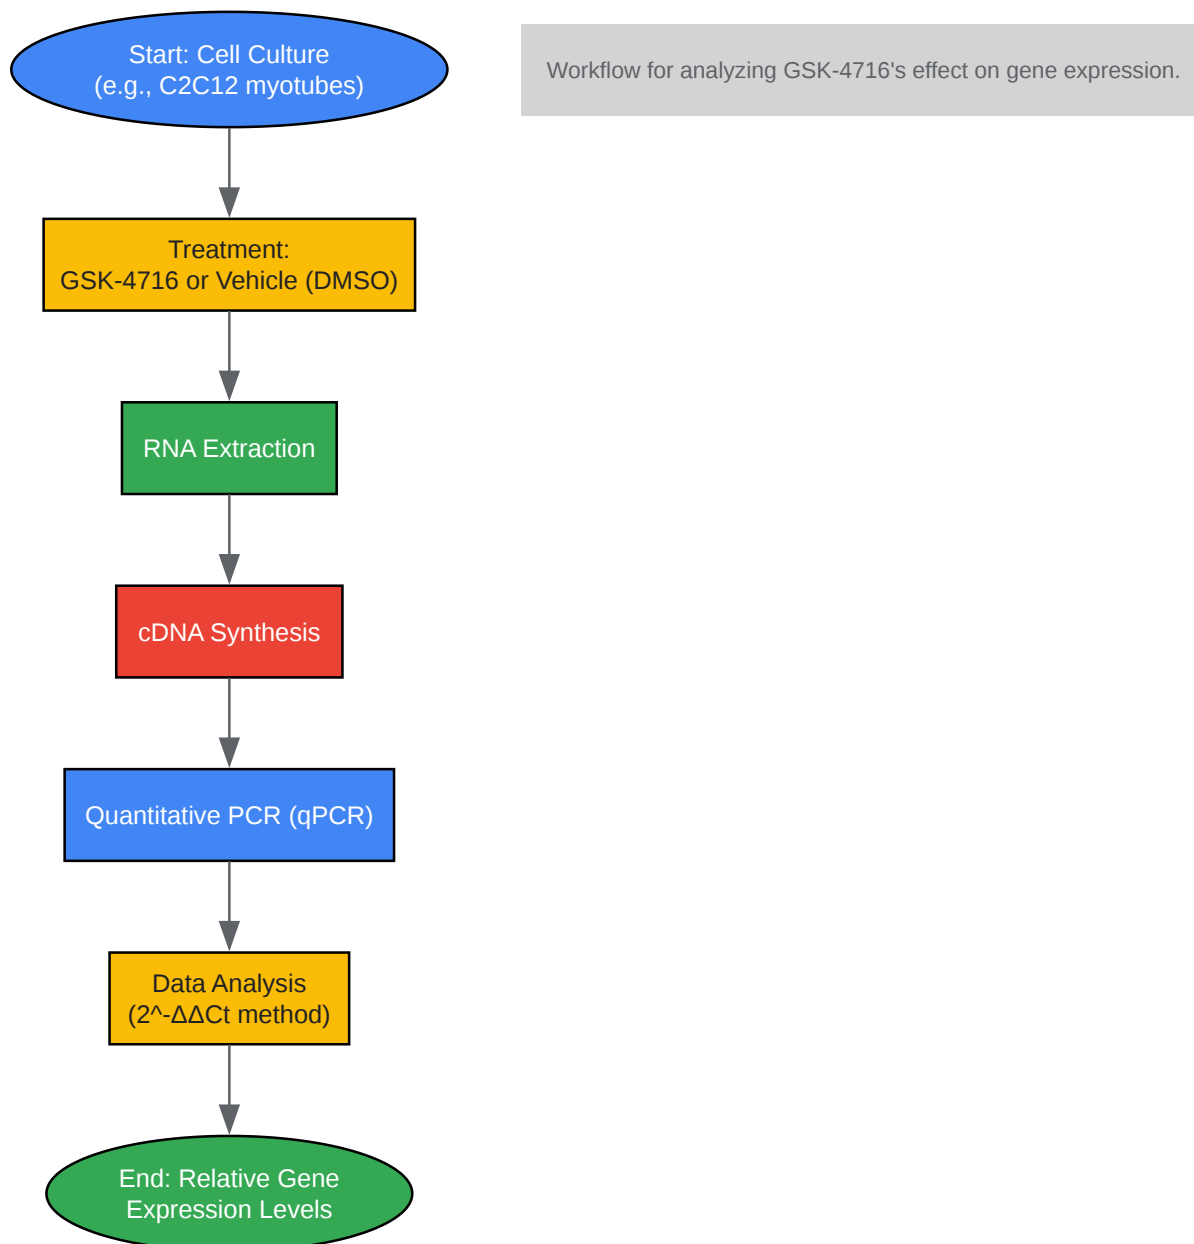 Start: Cell Culture
(e.g., C2C12 myotubes)
Workflow for analyzing GSK-4716's effect on gene expression.
Treatment:
GSK-4716 or Vehicle (DMSO)
RNA Extraction
cDNA Synthesis
Quantitative PCR (qPCR)
Data Analysis
(2^-ΔΔCt method)
End: Relative Gene
Expression Levels